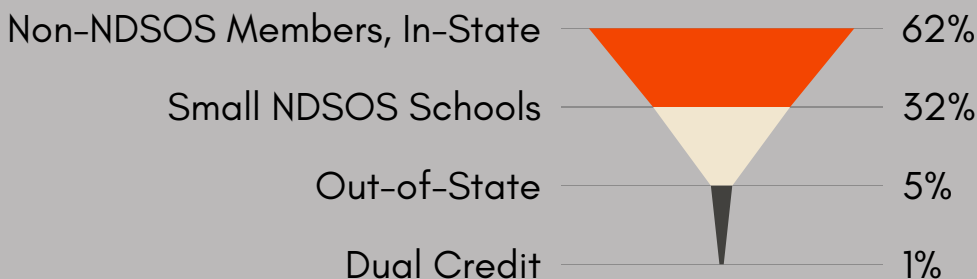 Non-NDSOS Members, In-State 62%
Small NDSOS Schools 32%
Out-of-State 5%
Dual Credit 1%